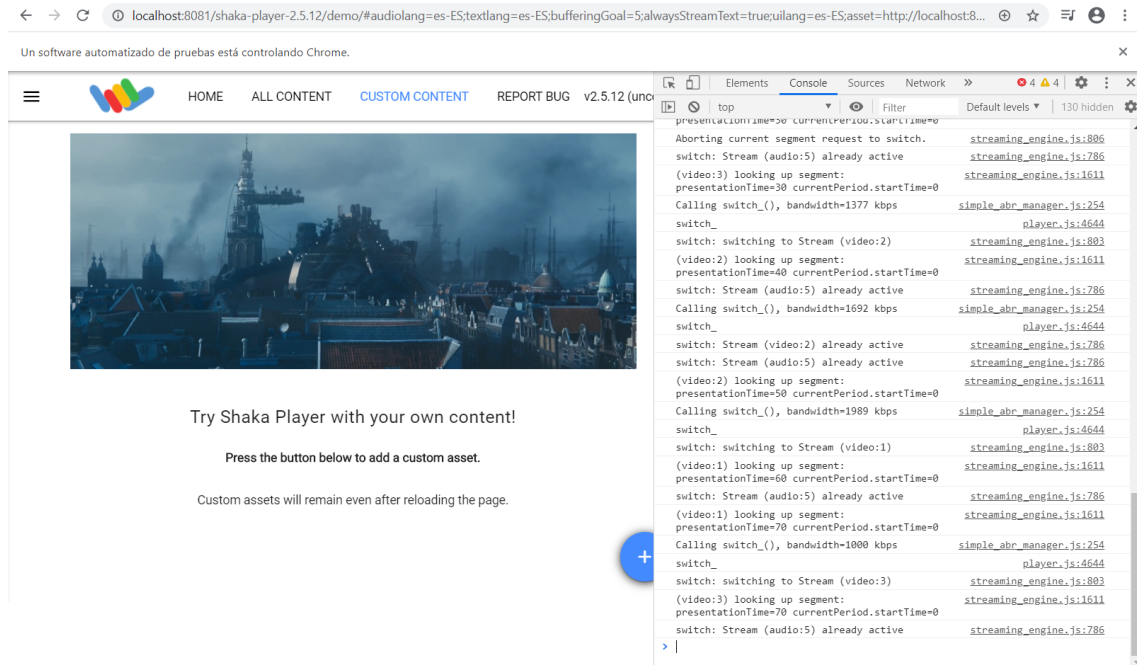 localhost:8081/shaka-player-2.5.12/demo/#audiolang=es-ES;textlang=es-ES;bufferingGoal=5;alwaysStreamText=true;uilang=es-ES;asset=http://localhost:8...
Un software automatizado de pruebas está controlando Chrome.
HOME ALL CONTENT CUSTOM CONTENT REPORT BUG v2.5.12 (unco
Try Shaka Player with your own content!
Press the button below to add a custom asset.
Custom assets will remain even after reloading the page.
+
Elements Console Sources Network » 4 4
top Filter Default levels 130 hidden
presentationTime=30 currentPeriod.startTime=0
Aborting current segment request to switch. streaming_engine.js:806
switch: Stream (audio:5) already active streaming_engine.js:786
(video:3) looking up segment: streaming_engine.js:1611
presentationTime=30 currentPeriod.startTime=0
Calling switch_(), bandwidth=1377 kbps simple_abr_manager.js:254
switch_ player.js:4644
switch: switching to Stream (video:2) streaming_engine.js:803
(video:2) looking up segment: streaming_engine.js:1611
presentationTime=40 currentPeriod.startTime=0
switch: Stream (audio:5) already active streaming_engine.js:786
Calling switch_(), bandwidth=1692 kbps simple_abr_manager.js:254
switch_ player.js:4644
switch: Stream (video:2) already active streaming_engine.js:786
switch: Stream (audio:5) already active streaming_engine.js:786
(video:2) looking up segment: streaming_engine.js:1611
presentationTime=50 currentPeriod.startTime=0
Calling switch_(), bandwidth=1989 kbps simple_abr_manager.js:254
switch_ player.js:4644
switch: switching to Stream (video:1) streaming_engine.js:803
(video:1) looking up segment: streaming_engine.js:1611
presentationTime=60 currentPeriod.startTime=0
switch: Stream (audio:5) already active streaming_engine.js:786
(video:1) looking up segment: streaming_engine.js:1611
presentationTime=70 currentPeriod.startTime=0
Calling switch_(), bandwidth=1000 kbps simple_abr_manager.js:254
switch_ player.js:4644
switch: switching to Stream (video:3) streaming_engine.js:803
(video:3) looking up segment: streaming_engine.js:1611
presentationTime=70 currentPeriod.startTime=0
switch: Stream (audio:5) already active streaming_engine.js:786